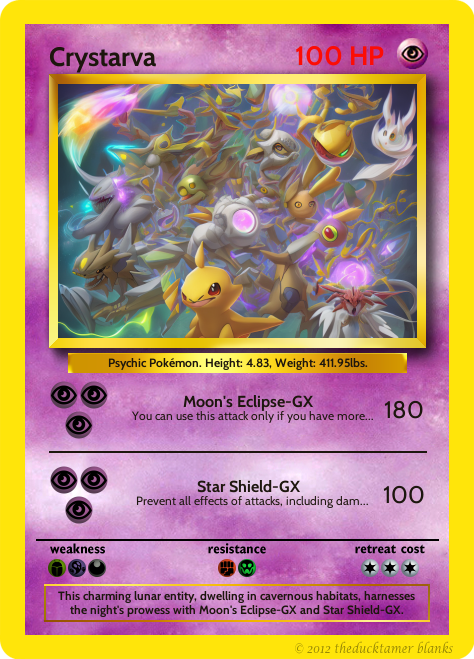 Crystarva
100 HP
Psychic Pokémon. Height: 4.83, Weight: 411.95lbs.
Moon's Eclipse-GX
You can use this attack only if you have more...
180
Star Shield-GX
Prevent all effects of attacks, including dam...
100
weakness
resistance
retreat cost
This charming lunar entity, dwelling in cavernous habitats, harnesses
the night's prowess with Moon's Eclipse-GX and Star Shield-GX.
© 2012 theducktamer blanks